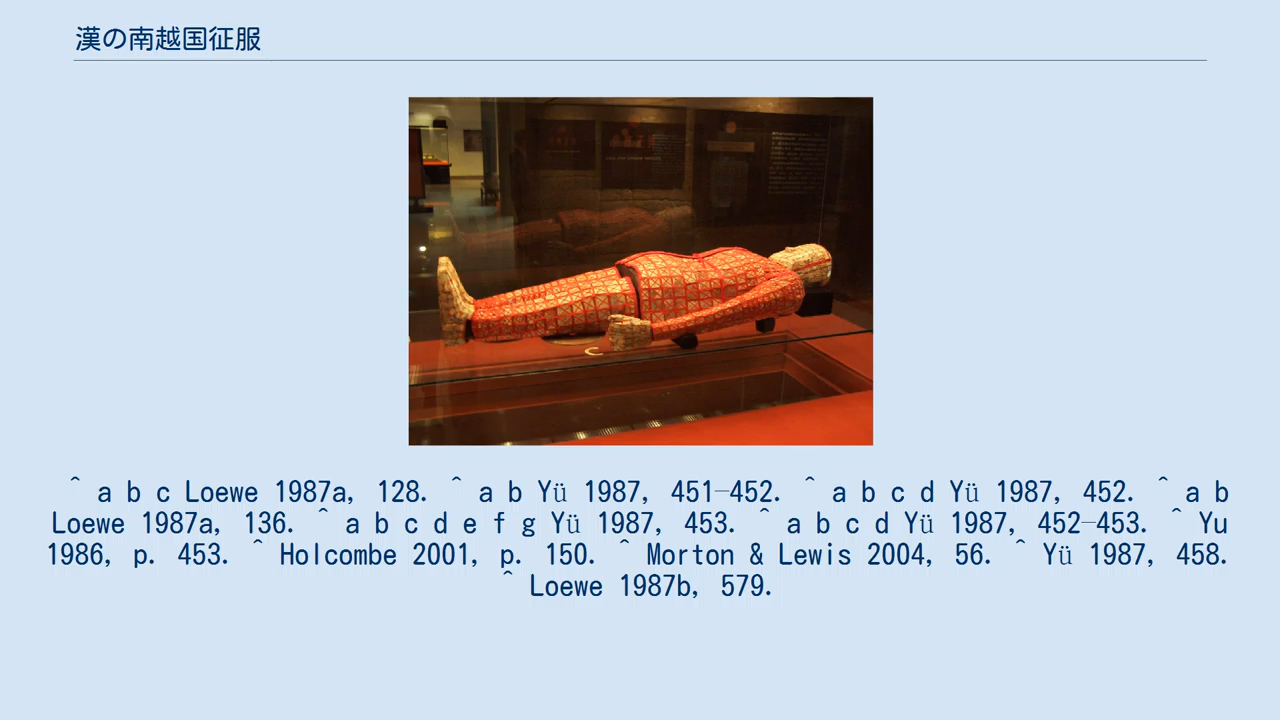 漢の南越国征服
^ a b c Loewe 1987a, 128. ^ a b Yü 1987, 451–452. ^ a b c d Yü 1987, 452. ^ a b
Loewe 1987a, 136. ^ a b c d e f g Yü 1987, 453. ^ a b c d Yü 1987, 452–453. ^ Yu
1986, p. 453. ^ Holcombe 2001, p. 150. ^ Morton & Lewis 2004, 56. ^ Yü 1987, 458.
^ Loewe 1987b, 579.